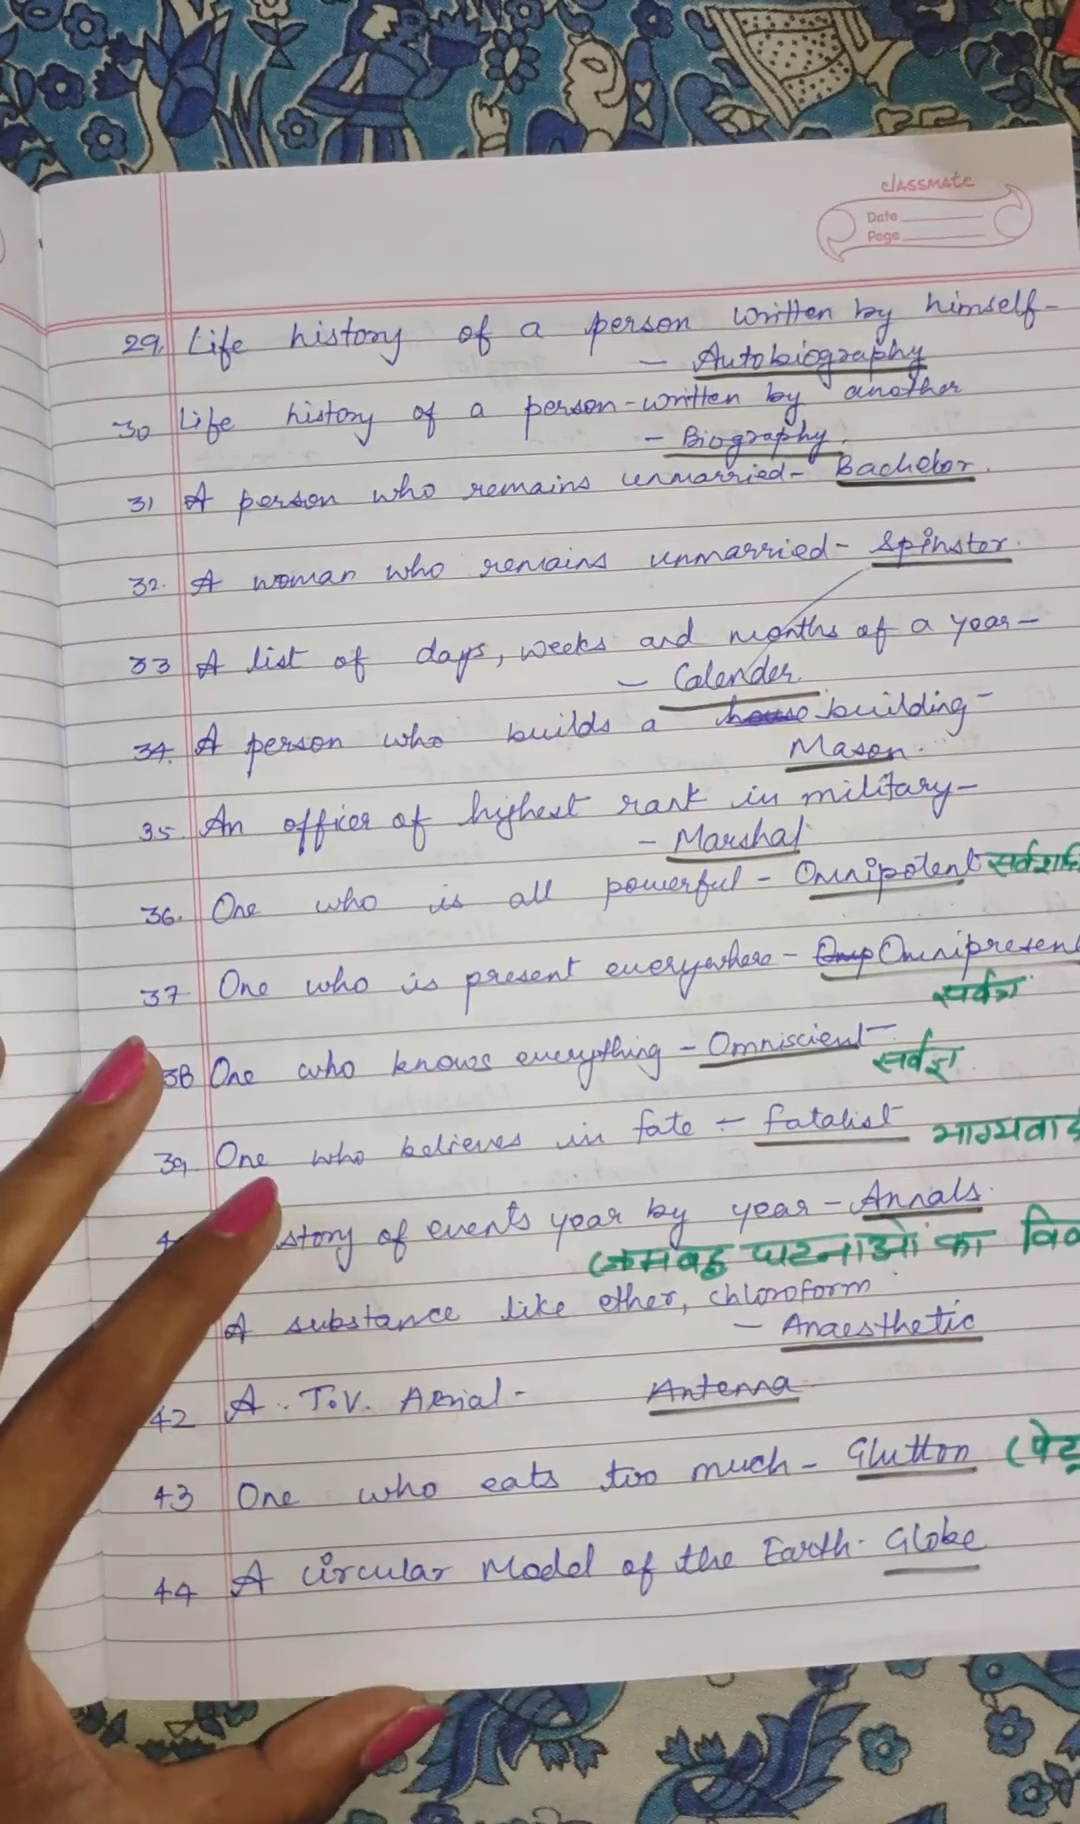 classmate
Date
Page
29. Life history of a person written by himself-
- Autobiography
30 Life history of a person-written by another
- Biography.
31 A person who remains unmarried- Bachelor.
32. A woman who remains unmarried- Spinstor.
33 A list of days, weeks and months of a year-
- Calender.
34. A person who builds a house building-
Mason.
35. An officer of highest rank in military-
- Marshal
36. One who is all powerful - Omnipotent
37. One who is present everywhere - Omp Omnipresent
सर्वत्र
38 One who knows everything - Omniscient
सर्वज्ञ
39. One who believes in fate - fatalist
of events year by year - Annals.
घटनाओं का
A substance like ether, chloroform
- Anaesthetic
42 A T.V. Aerial - Antenna
43 One who eats too much - Glutton (पेटू
44 A circular Model of the Earth. Globe